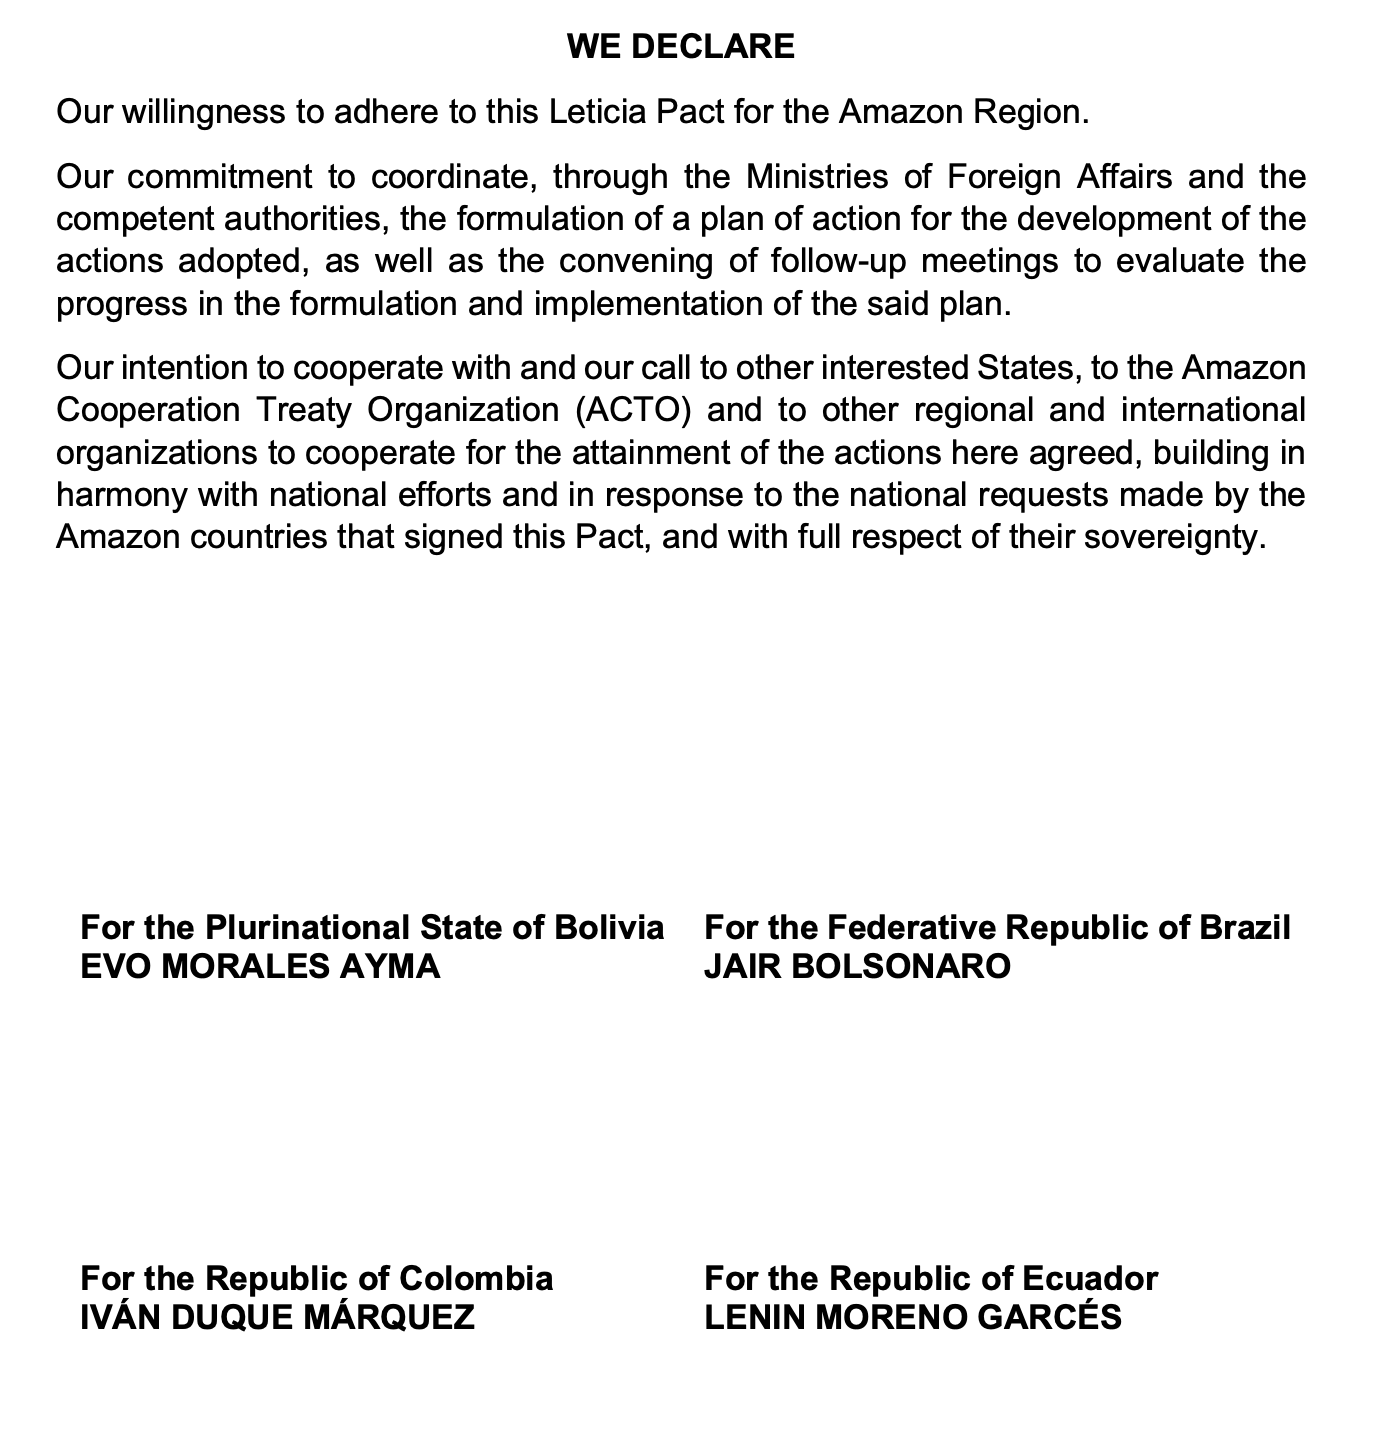 WE DECLARE
Our willingness to adhere to this Leticia Pact for the Amazon Region.
Our commitment to coordinate, through the Ministries of Foreign Affairs and the
competent authorities, the formulation of a plan of action for the development of the
actions adopted, as well as the convening of follow-up meetings to evaluate the
progress in the formulation and implementation of the said plan.
Our intention to cooperate with and our call to other interested States, to the Amazon
Cooperation Treaty Organization (ACTO) and to other regional and international
organizations to cooperate for the attainment of the actions here agreed, building in
harmony with national efforts and in response to the national requests made by the
Amazon countries that signed this Pact, and with full respect of their sovereignty.
For the Plurinational State of Bolivia
EVO MORALES AYMA
For the Federative Republic of Brazil
JAIR BOLSONARO
For the Republic of Colombia
IVÁN DUQUE MÁRQUEZ
For the Republic of Ecuador
LENIN MORENO GARCÉS